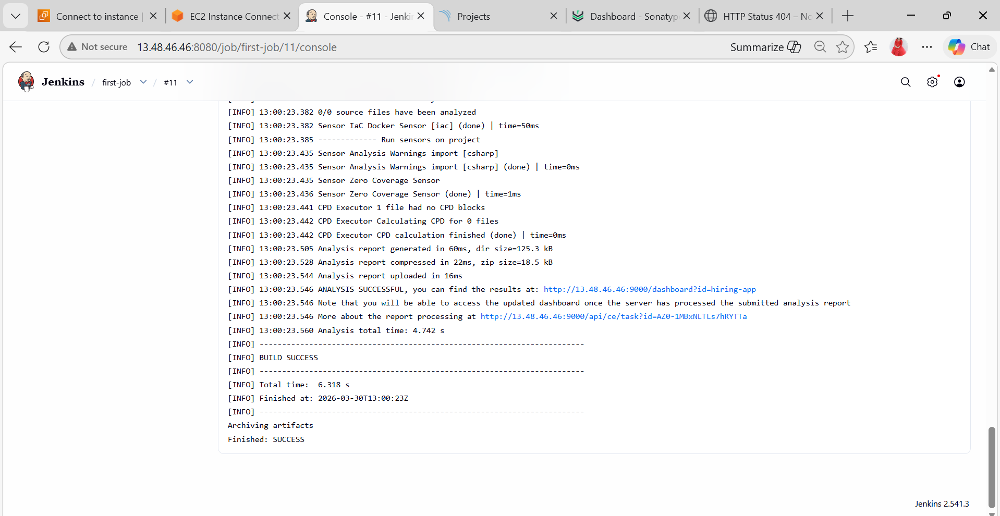 Connect to instance |
EC2 Instance Connect
Console - #11 - Jenkin
Projects
Dashboard - Sonatyp
HTTP Status 404 – No
Not secure
13.48.46.46:8080/job/first-job/11/console
Summarize
Chat
Jenkins / first-job / #11
[INFO] 13:00:23.382 0/0 source files have been analyzed
[INFO] 13:00:23.382 Sensor IaC Docker Sensor [iac] (done) | time=50ms
[INFO] 13:00:23.385 ------------- Run sensors on project
[INFO] 13:00:23.435 Sensor Analysis Warnings import [csharp]
[INFO] 13:00:23.435 Sensor Analysis Warnings import [csharp] (done) | time=0ms
[INFO] 13:00:23.435 Sensor Zero Coverage Sensor
[INFO] 13:00:23.436 Sensor Zero Coverage Sensor (done) | time=1ms
[INFO] 13:00:23.441 CPD Executor 1 file had no CPD blocks
[INFO] 13:00:23.442 CPD Executor Calculating CPD for 0 files
[INFO] 13:00:23.442 CPD Executor CPD calculation finished (done) | time=0ms
[INFO] 13:00:23.505 Analysis report generated in 60ms, dir size=125.3 kB
[INFO] 13:00:23.528 Analysis report compressed in 22ms, zip size=18.5 kB
[INFO] 13:00:23.544 Analysis report uploaded in 16ms
[INFO] 13:00:23.546 ANALYSIS SUCCESSFUL, you can find the results at: http://13.48.46.46:9000/dashboard?id=hiring-app
[INFO] 13:00:23.546 Note that you will be able to access the updated dashboard once the server has processed the submitted analysis report
[INFO] 13:00:23.546 More about the report processing at http://13.48.46.46:9000/api/ce/task?id=AZ0-1MBxNLTLs7hRYTTa
[INFO] 13:00:23.560 Analysis total time: 4.742 s
[INFO] ------------------------------------------------------------------------
[INFO] BUILD SUCCESS
[INFO] ------------------------------------------------------------------------
[INFO] Total time:  6.318 s
[INFO] Finished at: 2026-03-30T13:00:23Z
[INFO] ------------------------------------------------------------------------
Archiving artifacts
Finished: SUCCESS
Jenkins 2.541.3